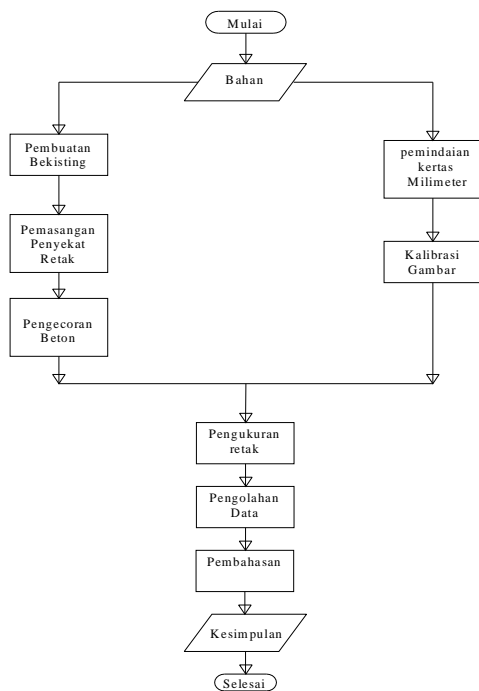 Mulai
Bahan
Pembuatan
Bekisting
Pemasangan
Penyekat
Retak
Pengecoran
Beton
pemindaian
kertas
Milimeter
Kalibrasi
Gambar
Pengukuran
retak
Pengolahan
Data
Pembahasan
Kesimpulan
Selesai